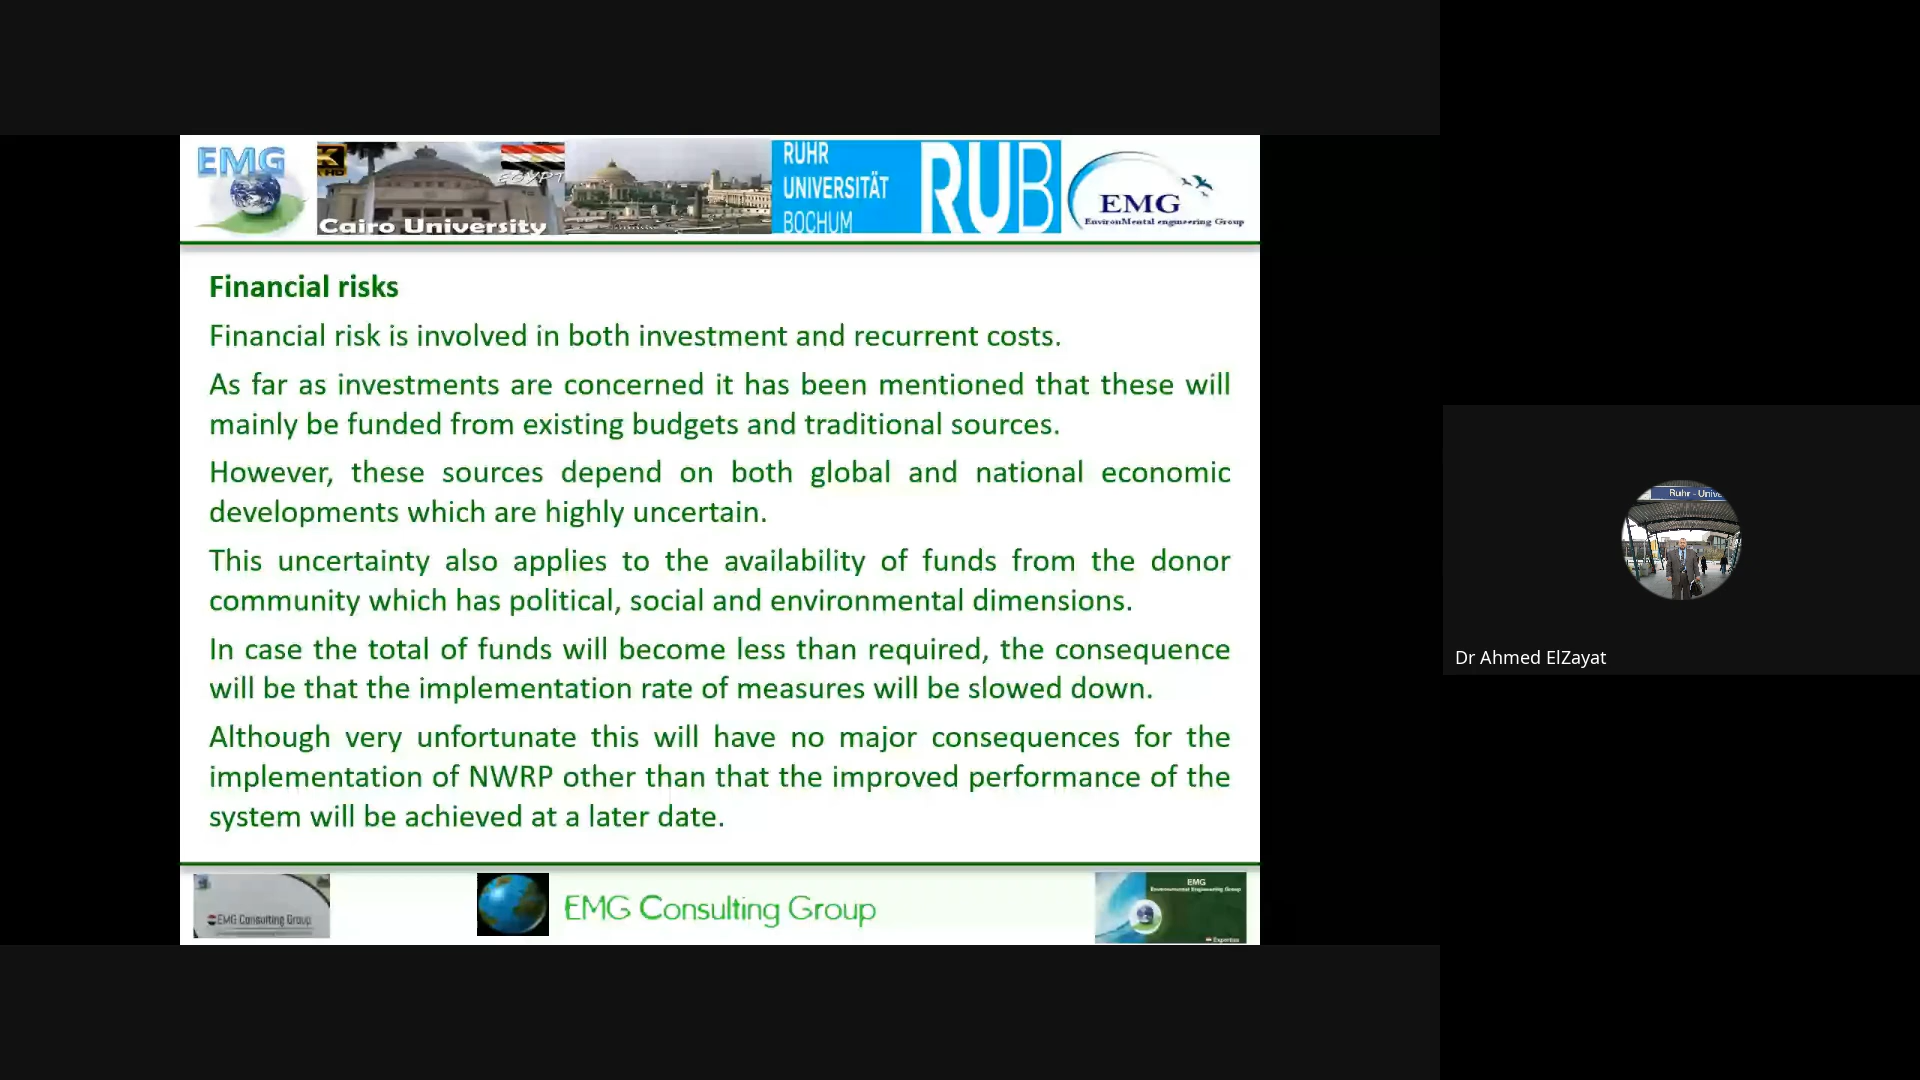 EMG
K
HD
EGYPT
Cairo University
RUHR
UNIVERSITÄT
BOCHUM
RUB
EMG
EnvironMental engineering Group
Financial risks
Financial risk is involved in both investment and recurrent costs.
As far as investments are concerned it has been mentioned that these will
mainly be funded from existing budgets and traditional sources.
However, these sources depend on both global and national economic
developments which are highly uncertain.
This uncertainty also applies to the availability of funds from the donor
community which has political, social and environmental dimensions.
In case the total of funds will become less than required, the consequence
will be that the implementation rate of measures will be slowed down.
Although very unfortunate this will have no major consequences for the
implementation of NWRP other than that the improved performance of the
system will be achieved at a later date.
EMG Consulting Group
EMG Consulting Group
EMG
Environmental Engineering Group
Expertise
Ruhr - Unive
Dr Ahmed ElZayat